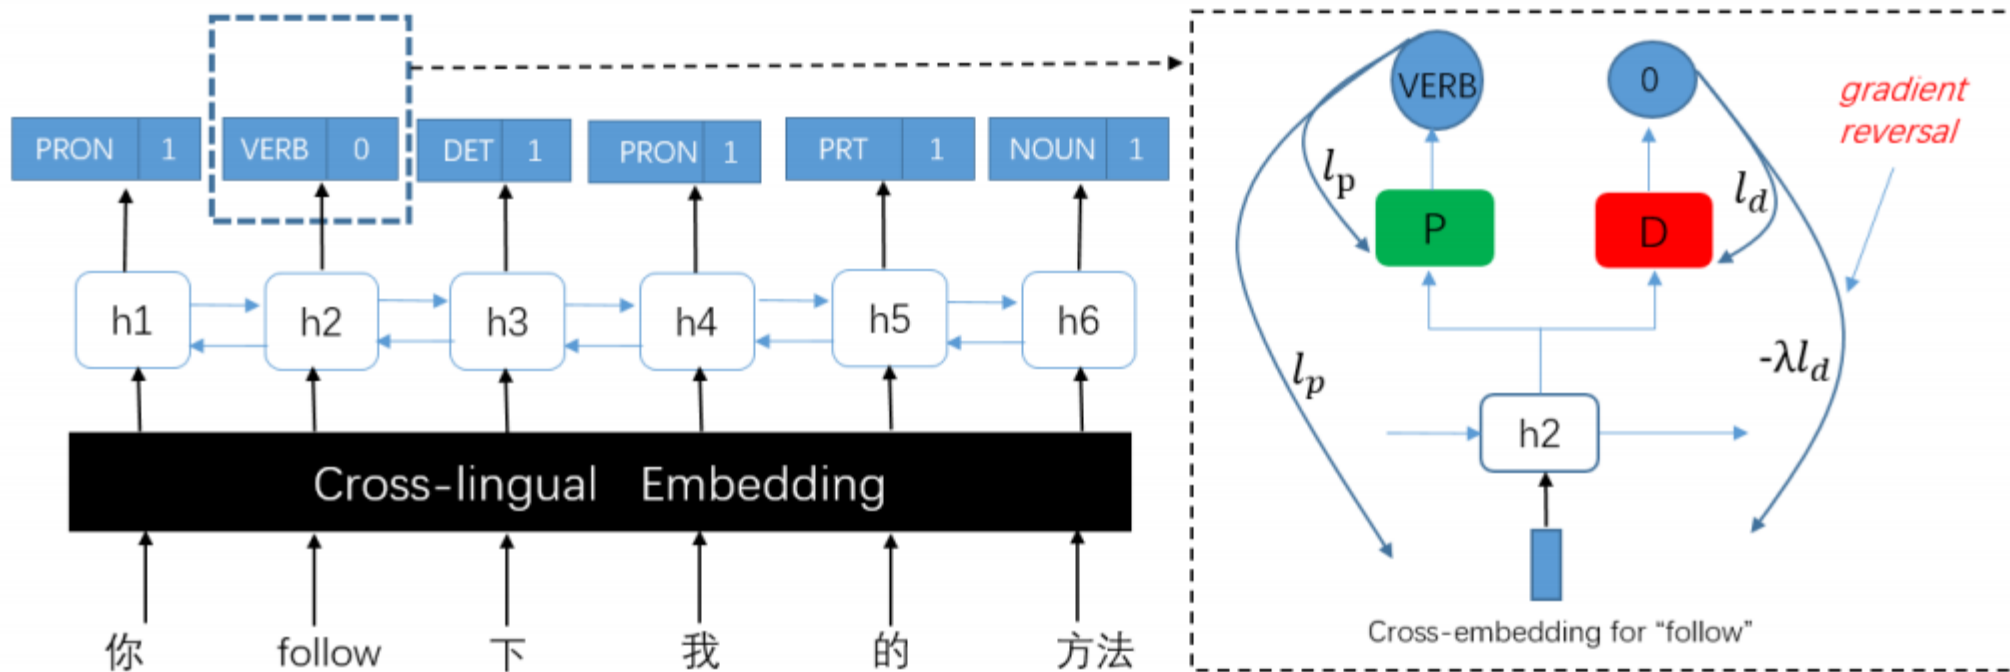 PRON 1 VERB 0 DET 1 PRON 1 PRT 1 NOUN 1
h1 h2 h3 h4 h5 h6
Cross-lingual Embedding
你 follow 下 我 的 方法
VERB 0
gradient
reversal
lₚ l_d
P D
lₚ -λl_d
h2
Cross-embedding for “follow”